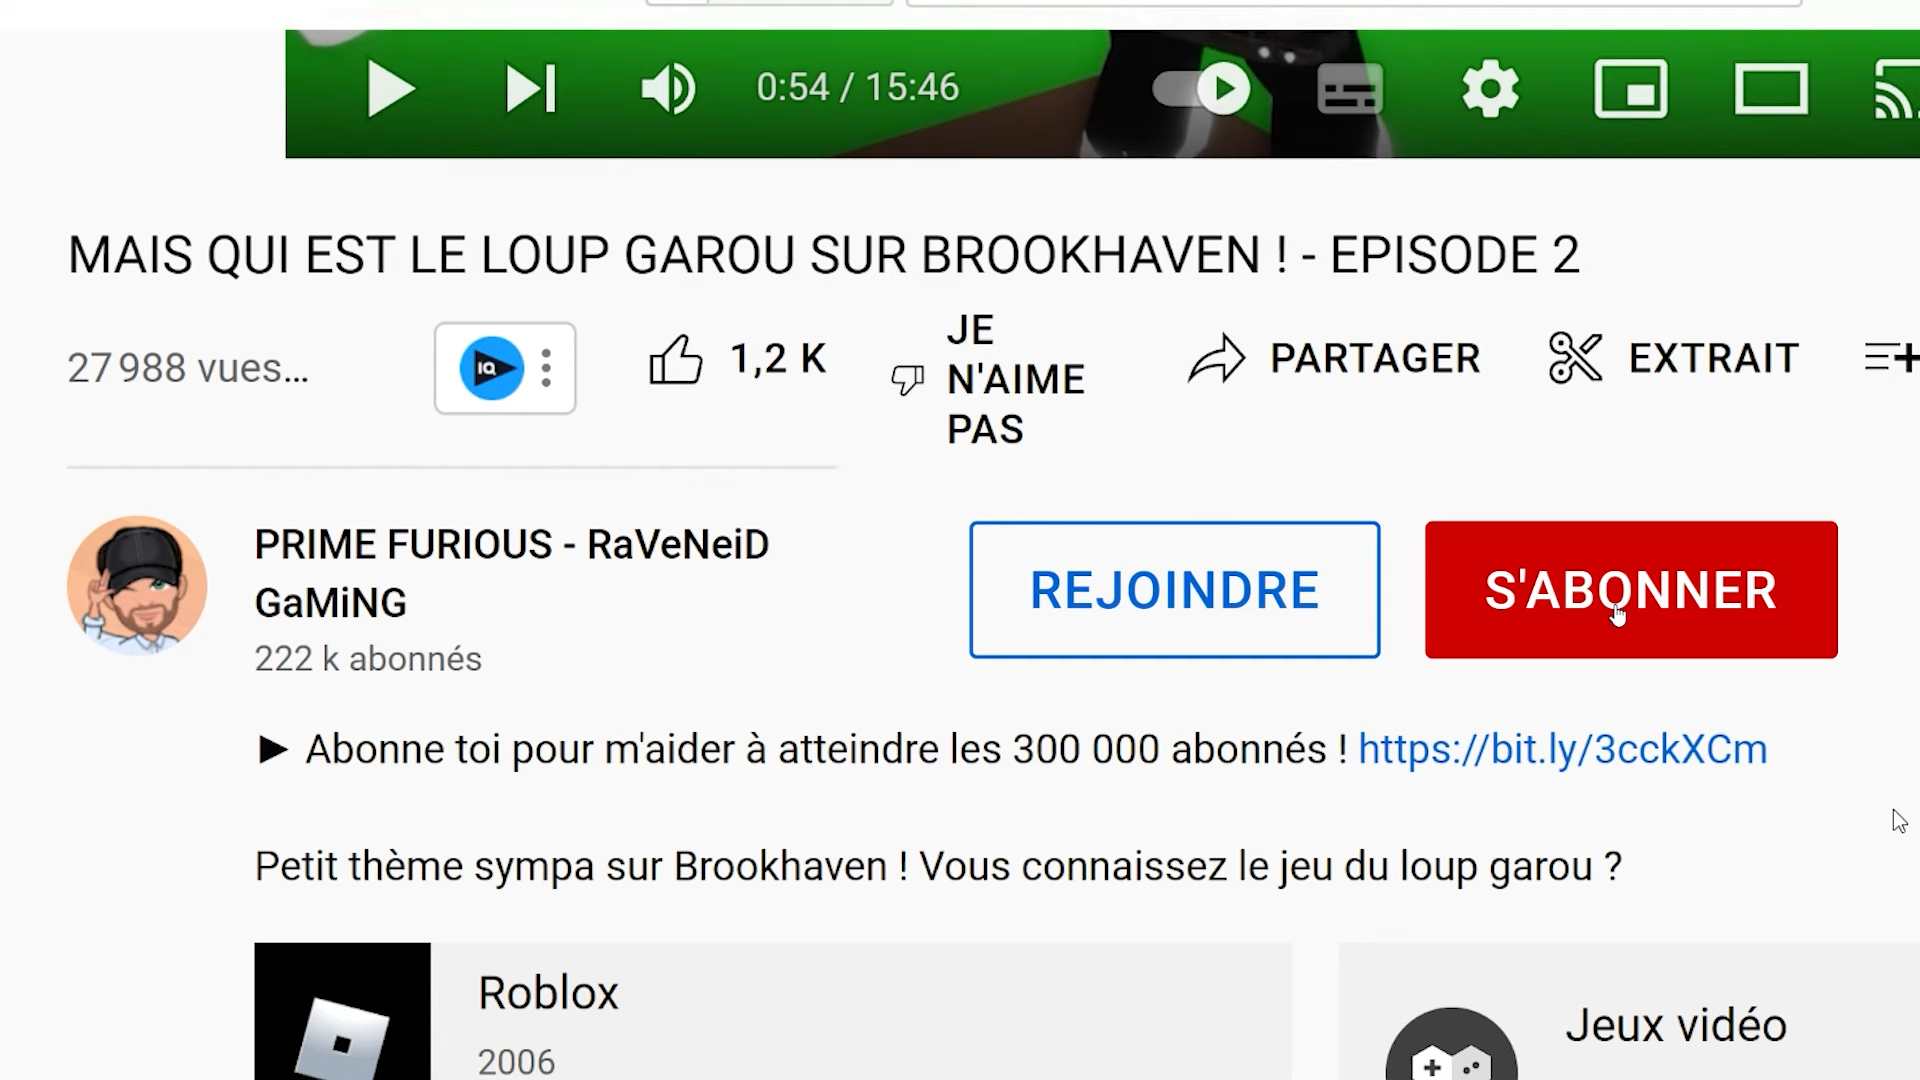 0:54 / 15:46
MAIS QUI EST LE LOUP GAROU SUR BROOKHAVEN ! - EPISODE 2
27 988 vues...
IQ
1,2 K
JE
N'AIME
PAS
PARTAGER
EXTRAIT
PRIME FURIOUS - RaVeNeiD
GaMiNG
222 k abonnés
REJOINDRE
S'ABONNER
► Abonne toi pour m'aider à atteindre les 300 000 abonnés ! https://bit.ly/3cckXCm
Petit thème sympa sur Brookhaven ! Vous connaissez le jeu du loup garou ?
Roblox
2006
Jeux vidéo